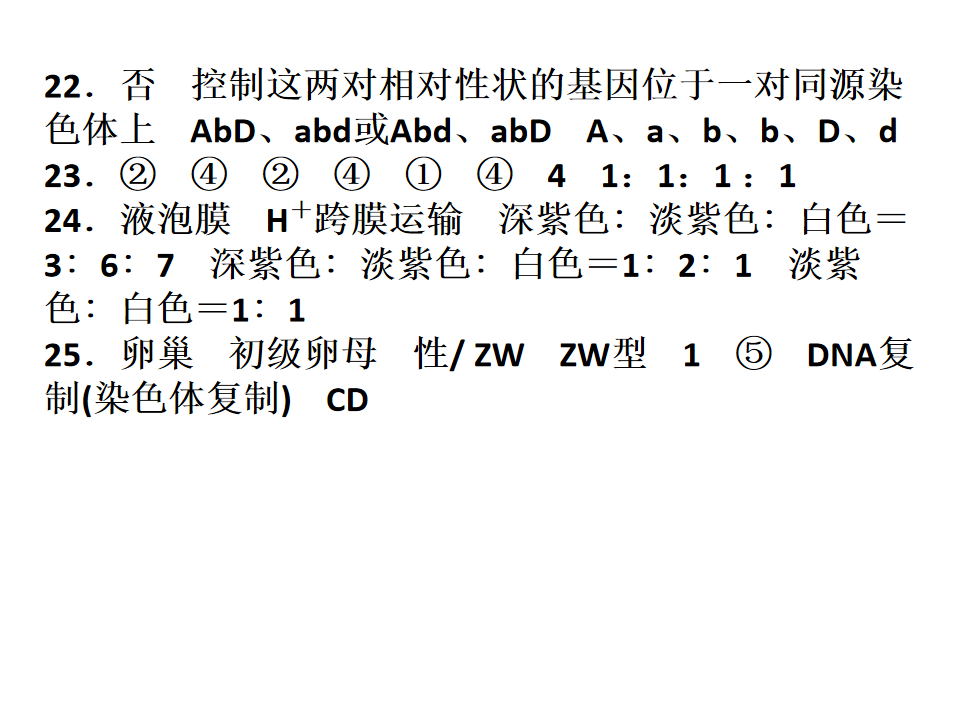 22．否　控制这两对相对性状的基因位于一对同源染
色体上　AbD、abd或Abd、abD　A、a、b、b、D、d
23．②　④　②　④　①　④　4　1：1：1：1
24．液泡膜　H⁺跨膜运输　深紫色∶淡紫色∶白色＝
3∶6∶7　深紫色∶淡紫色∶白色＝1∶2∶1　淡紫
色∶白色＝1∶1
25．卵巢　初级卵母　性/ ZW　ZW型　1　⑤　DNA复
制(染色体复制)　CD